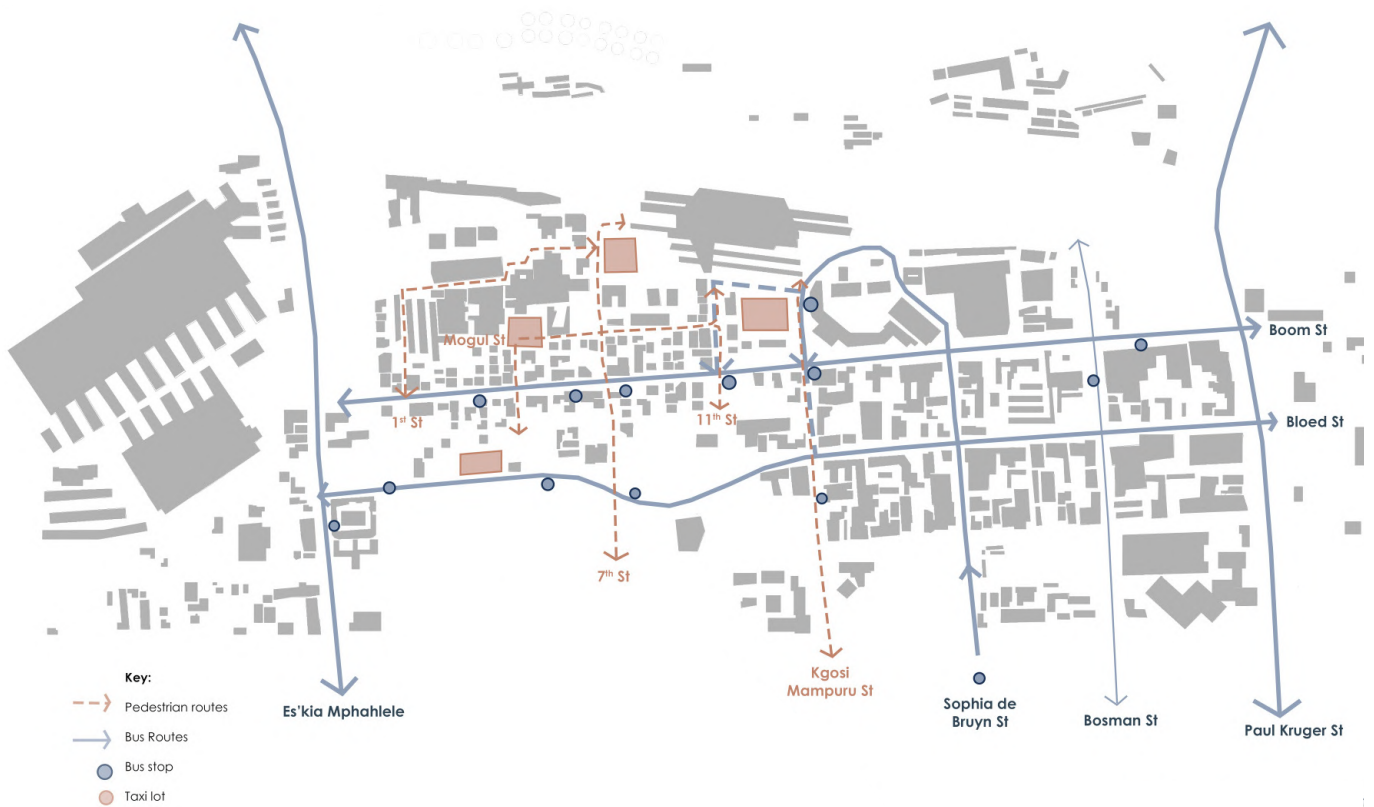 Boom St
Mogul St
Bloed St
1st St
11th St
7th St
Kgosi
Mampuru St
Key:
Pedestrian routes
Es'kia Mphahlele
Sophia de
Bruyn St
Bosman St
Paul Kruger St
Bus Routes
Bus stop
Taxi lot